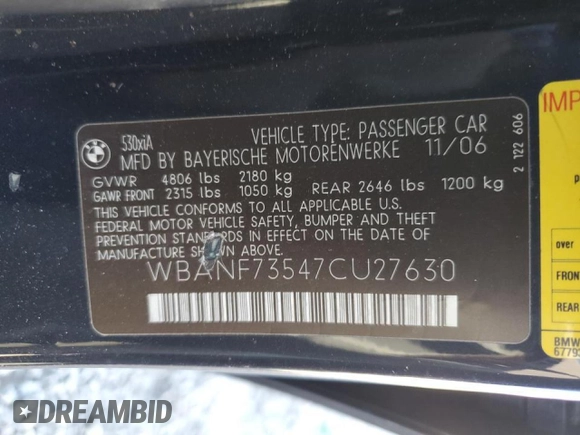 BMW
530xiA
VEHICLE TYPE: PASSENGER CAR
MFD BY BAYERISCHE MOTORENWERKE 11/06
GVWR 4806 lbs 2180 kg
GAWR FRONT 2315 lbs 1050 kg REAR 2646 lbs 1200 kg
THIS VEHICLE CONFORMS TO ALL APPLICABLE U.S.
FEDERAL MOTOR VEHICLE SAFETY, BUMPER AND THEFT
PREVENTION STANDARDS IN EFFECT ON THE DATE OF
MANUFACTURE SHOWN ABOVE.
WBANF73547CU27630
2 122 606
over
FRONT
REAR
BMW
DREAMBID